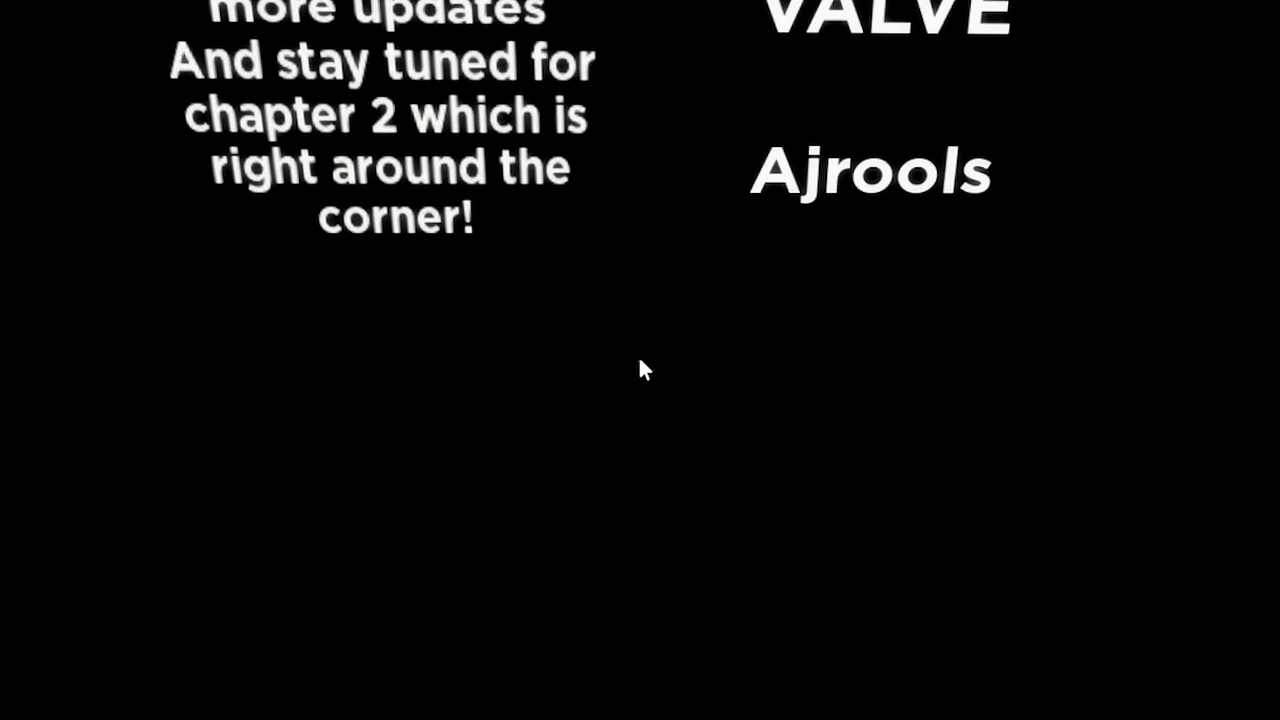 more updates
And stay tuned for
chapter 2 which is
right around the
corner!
VALVE
Ajrools